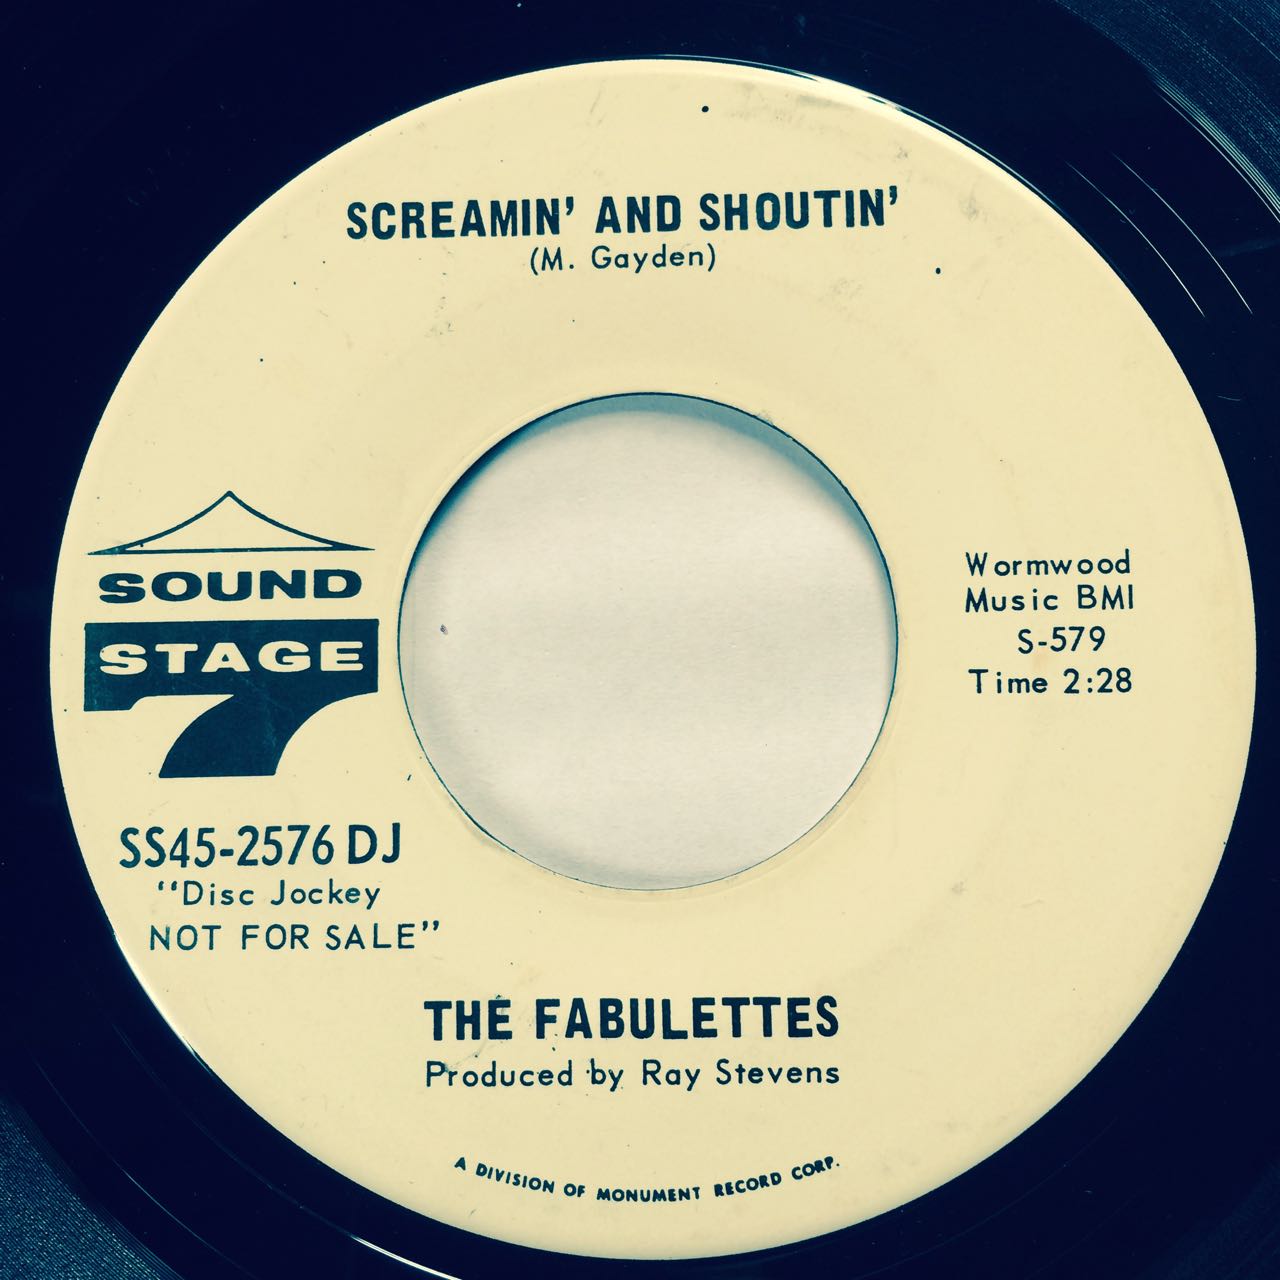 SCREAMIN' AND SHOUTIN'
(M. Gayden)
SOUND
STAGE
7
Wormwood
Music BMI
S-579
Time 2:28
SS45-2576 DJ
"Disc Jockey
NOT FOR SALE"
THE FABULETTES
Produced by Ray Stevens
A DIVISION OF MONUMENT RECORD CORP.